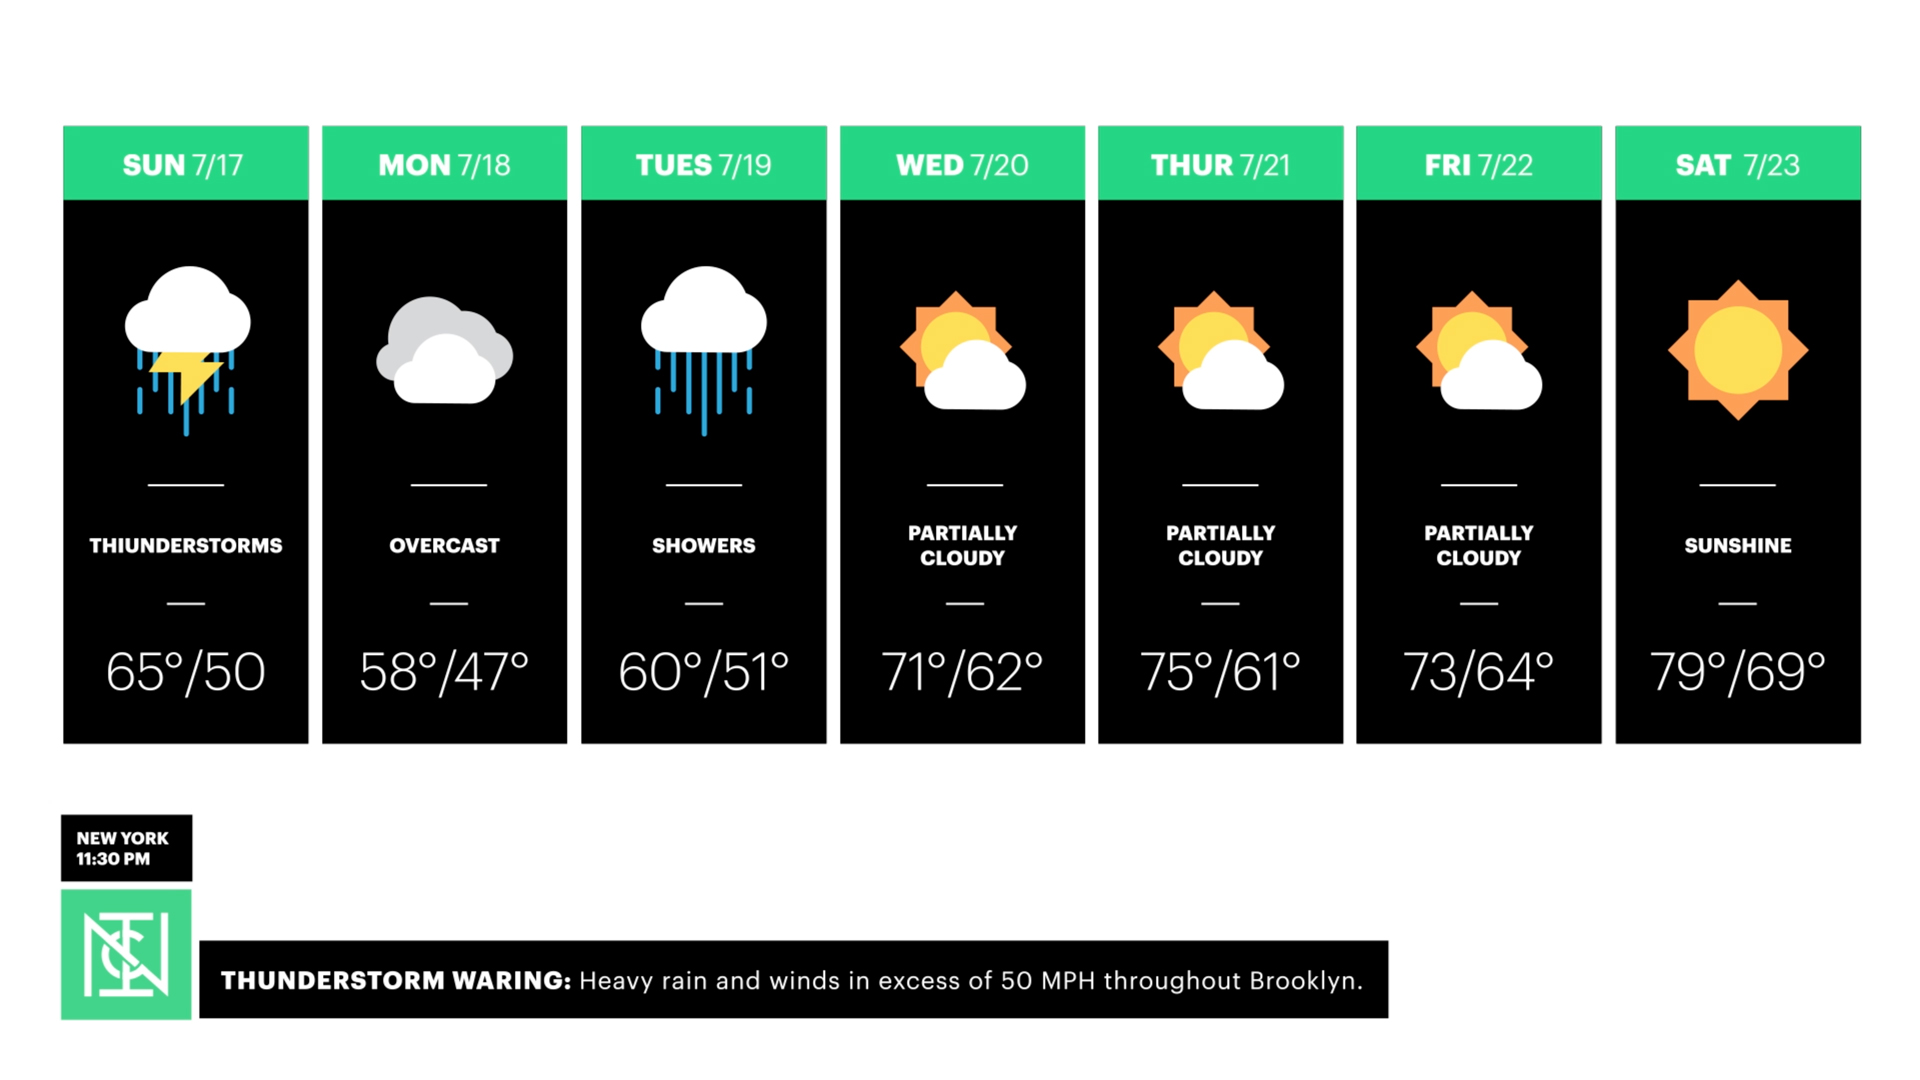 SUN 7/17
THIUNDERSTORMS
65°/50
MON 7/18
OVERCAST
58°/47°
TUES 7/19
SHOWERS
60°/51°
WED 7/20
PARTIALLY
CLOUDY
71°/62°
THUR 7/21
PARTIALLY
CLOUDY
75°/61°
FRI 7/22
PARTIALLY
CLOUDY
73/64°
SAT 7/23
SUNSHINE
79°/69°
NEW YORK
11:30 PM
THUNDERSTORM WARING: Heavy rain and winds in excess of 50 MPH throughout Brooklyn.